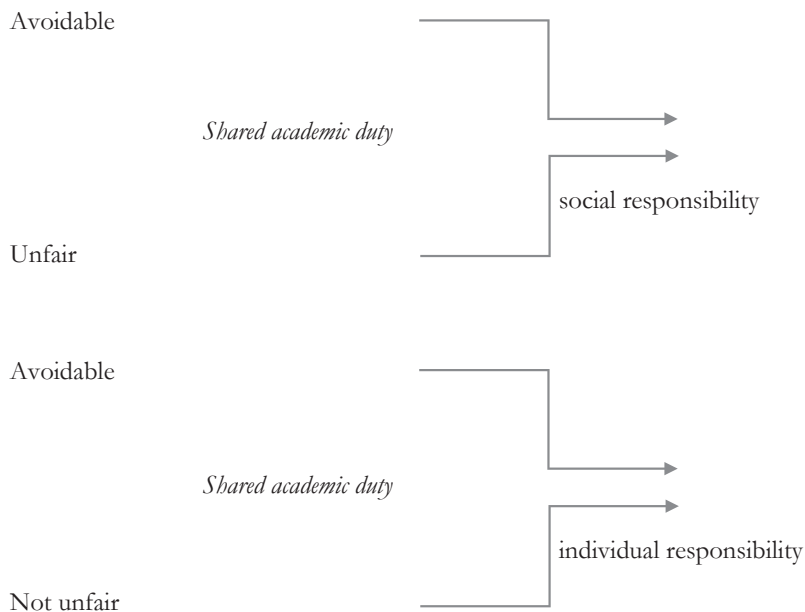 Avoidable
Shared academic duty
social responsibility
Unfair
Avoidable
Shared academic duty
individual responsibility
Not unfair